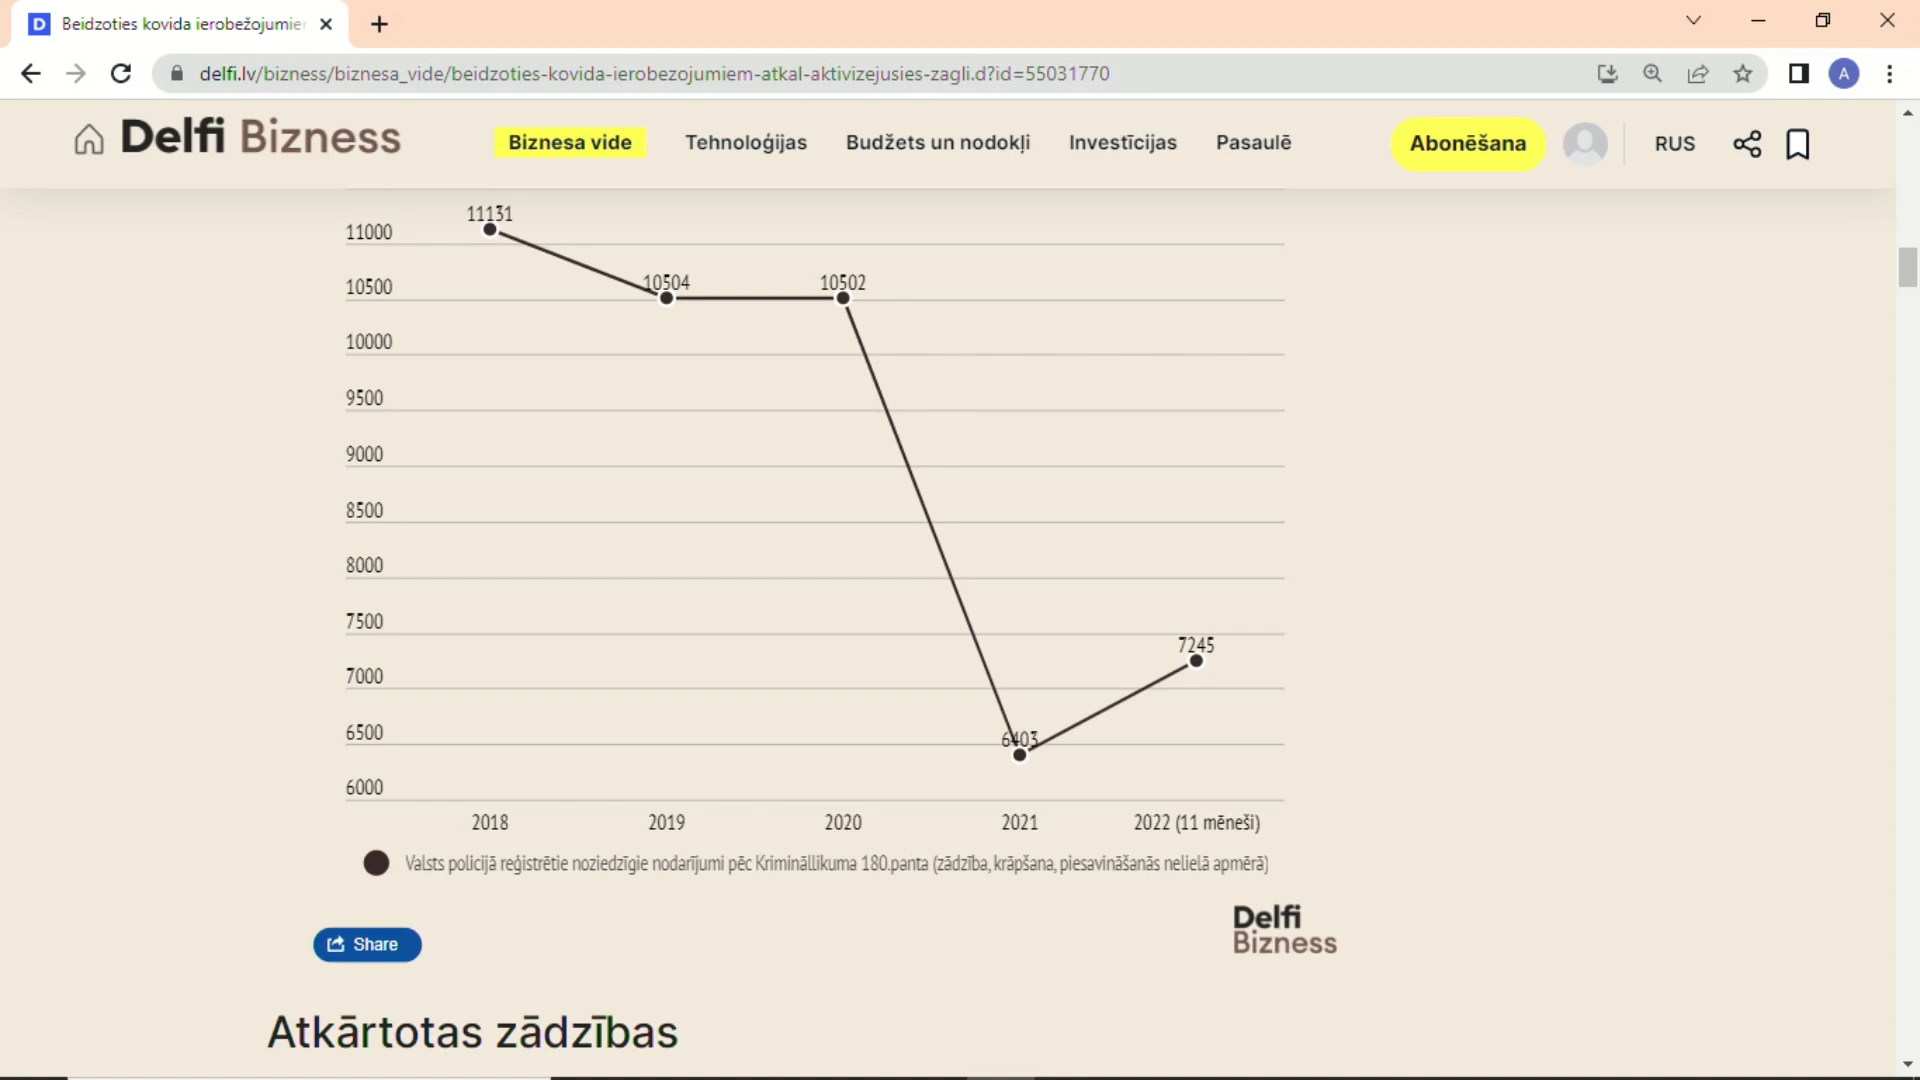 D Beidzoties kovida ierobežojumie
delfi.lv/bizness/biznesa_vide/beidzoties-kovida-ierobezojumiem-atkal-aktivizejusies-zagli.d?id=55031770
A
Delfi Bizness
Biznesa vide
Tehnoloģijas
Budžets un nodokļi
Investīcijas
Pasaulē
Abonēšana
RUS
11131
11000
10504
10502
10500
10000
9500
9000
8500
8000
7500
7245
7000
6500
6403
6000
2018
2019
2020
2021
2022 (11 mēneši)
Valsts policijā reģistrētie noziedzīgie nodarījumi pēc Krimināllikuma 180.panta (zādzība, krāpšana, piesavināšanās nelielā apmērā)
Delfi
Bizness
Share
Atkārtotas zādzības